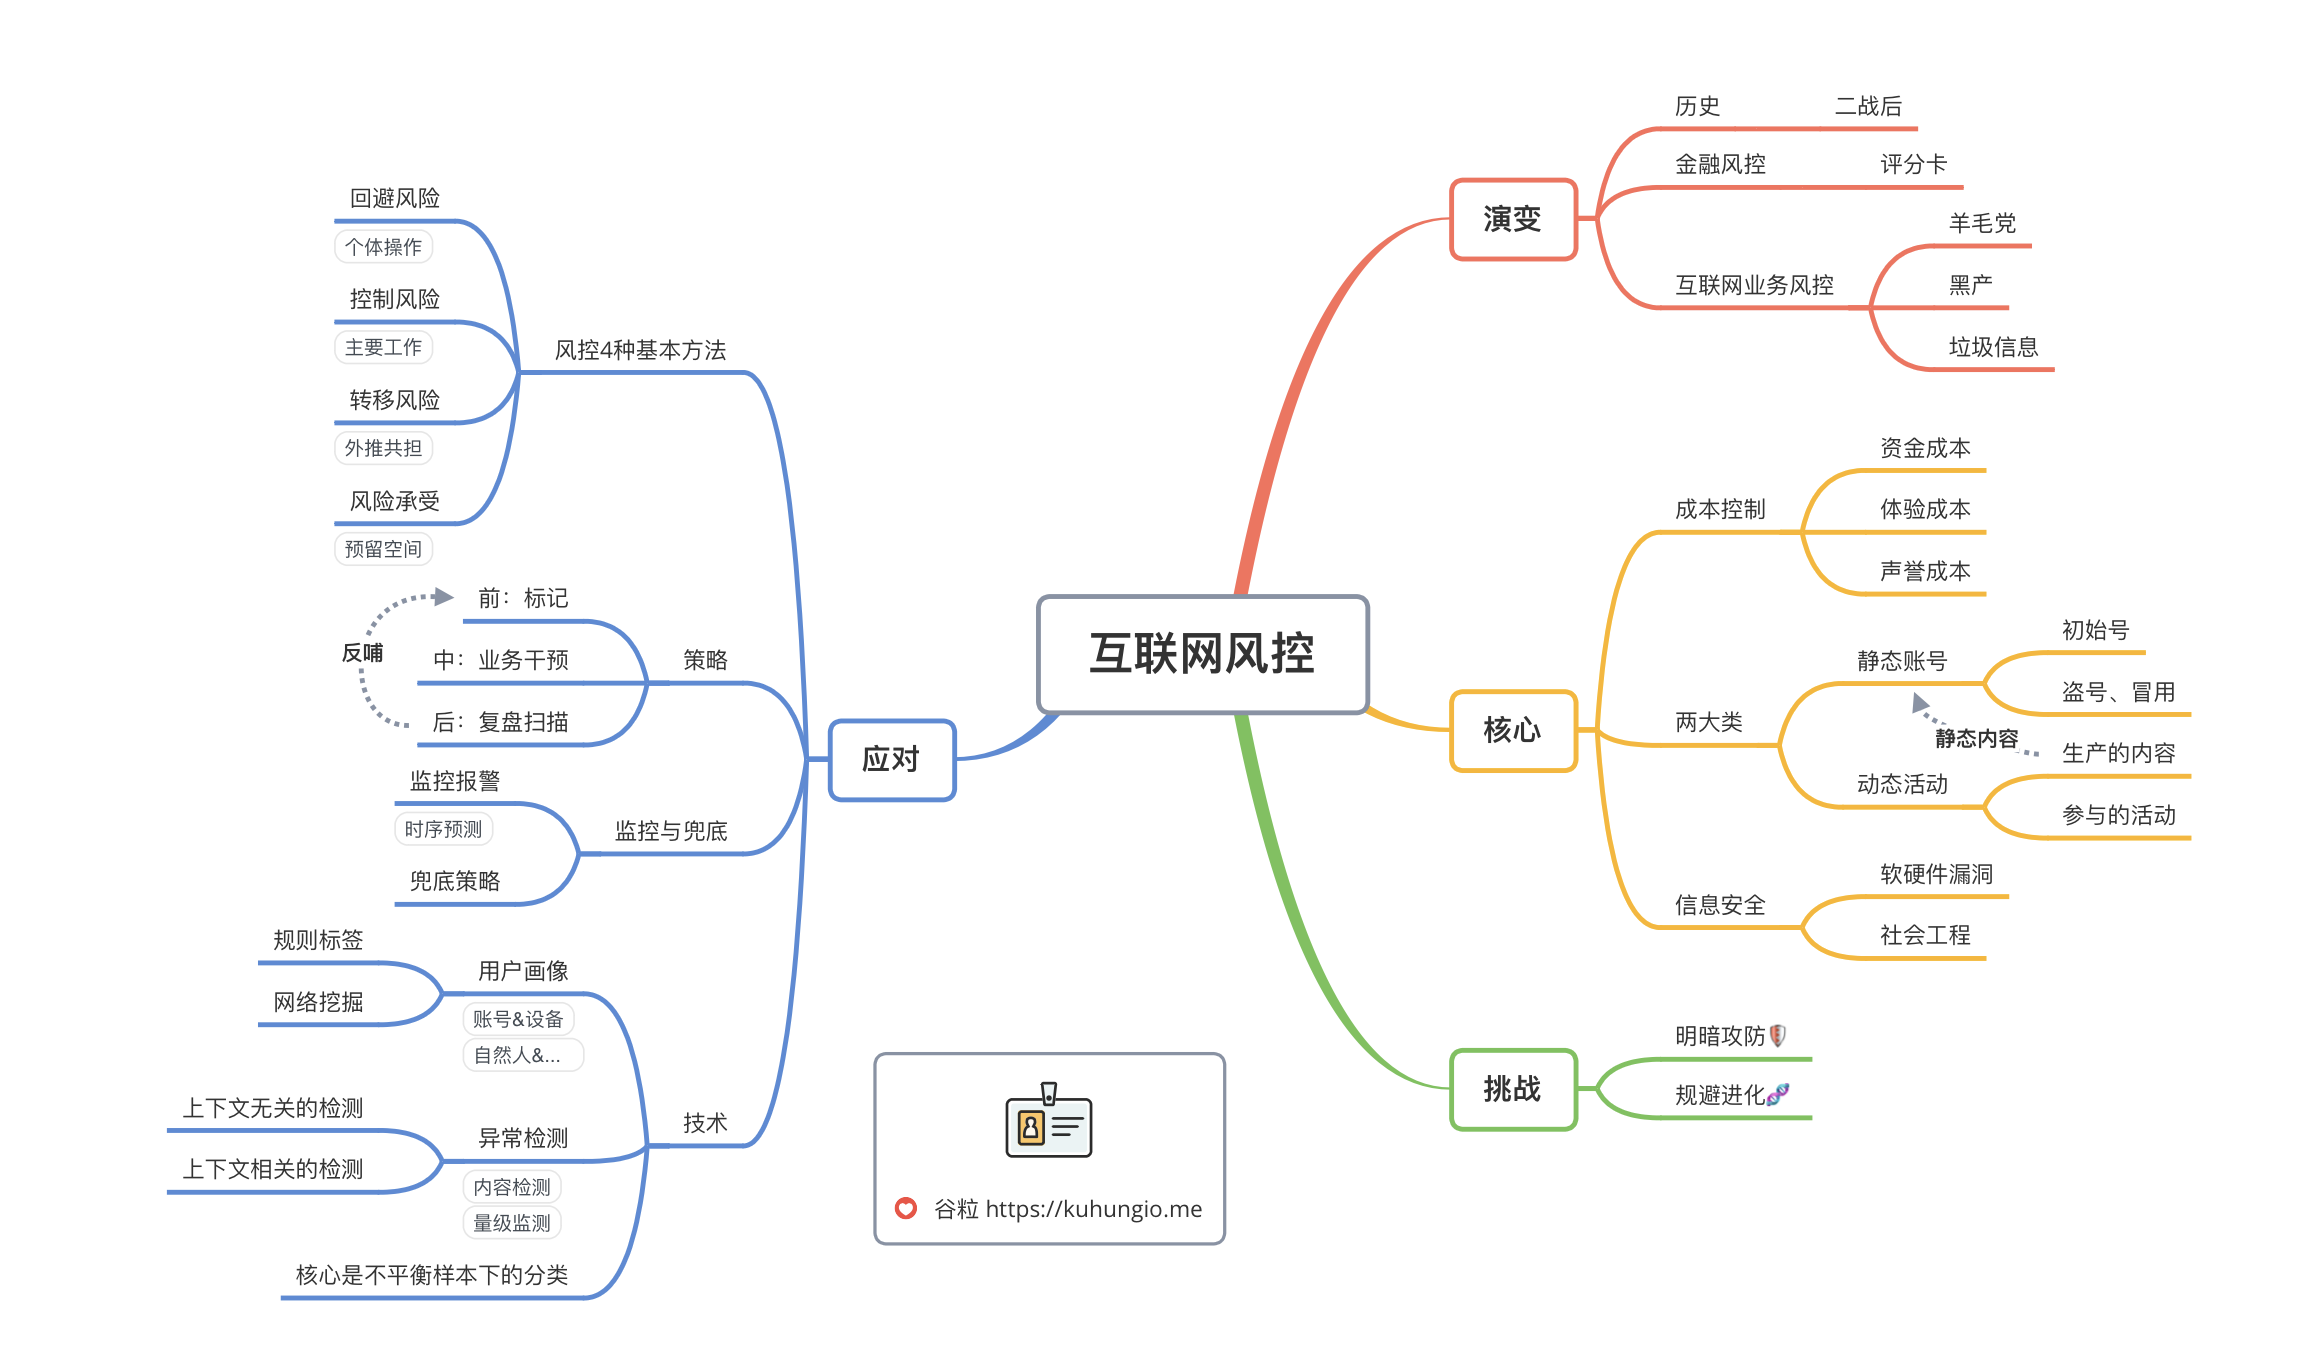 互联网风控
演变
历史
二战后
金融风控
评分卡
互联网业务风控
羊毛党
黑产
垃圾信息
核心
成本控制
资金成本
体验成本
声誉成本
两大类
静态账号
初始号
盗号、冒用
静态内容
动态活动
生产的内容
参与的活动
信息安全
软硬件漏洞
社会工程
挑战
明暗攻防🛡️
规避进化🧬
应对
风控4种基本方法
回避风险
个体操作
控制风险
主要工作
转移风险
外推共担
风险承受
预留空间
策略
前：标记
中：业务干预
后：复盘扫描
反哺
监控与兜底
监控报警
时序预测
兜底策略
技术
用户画像
账号&设备
自然人&...
规则标签
网络挖掘
异常检测
内容检测
量级监测
上下文无关的检测
上下文相关的检测
核心是不平衡样本下的分类
谷粒 https://kuhungio.me